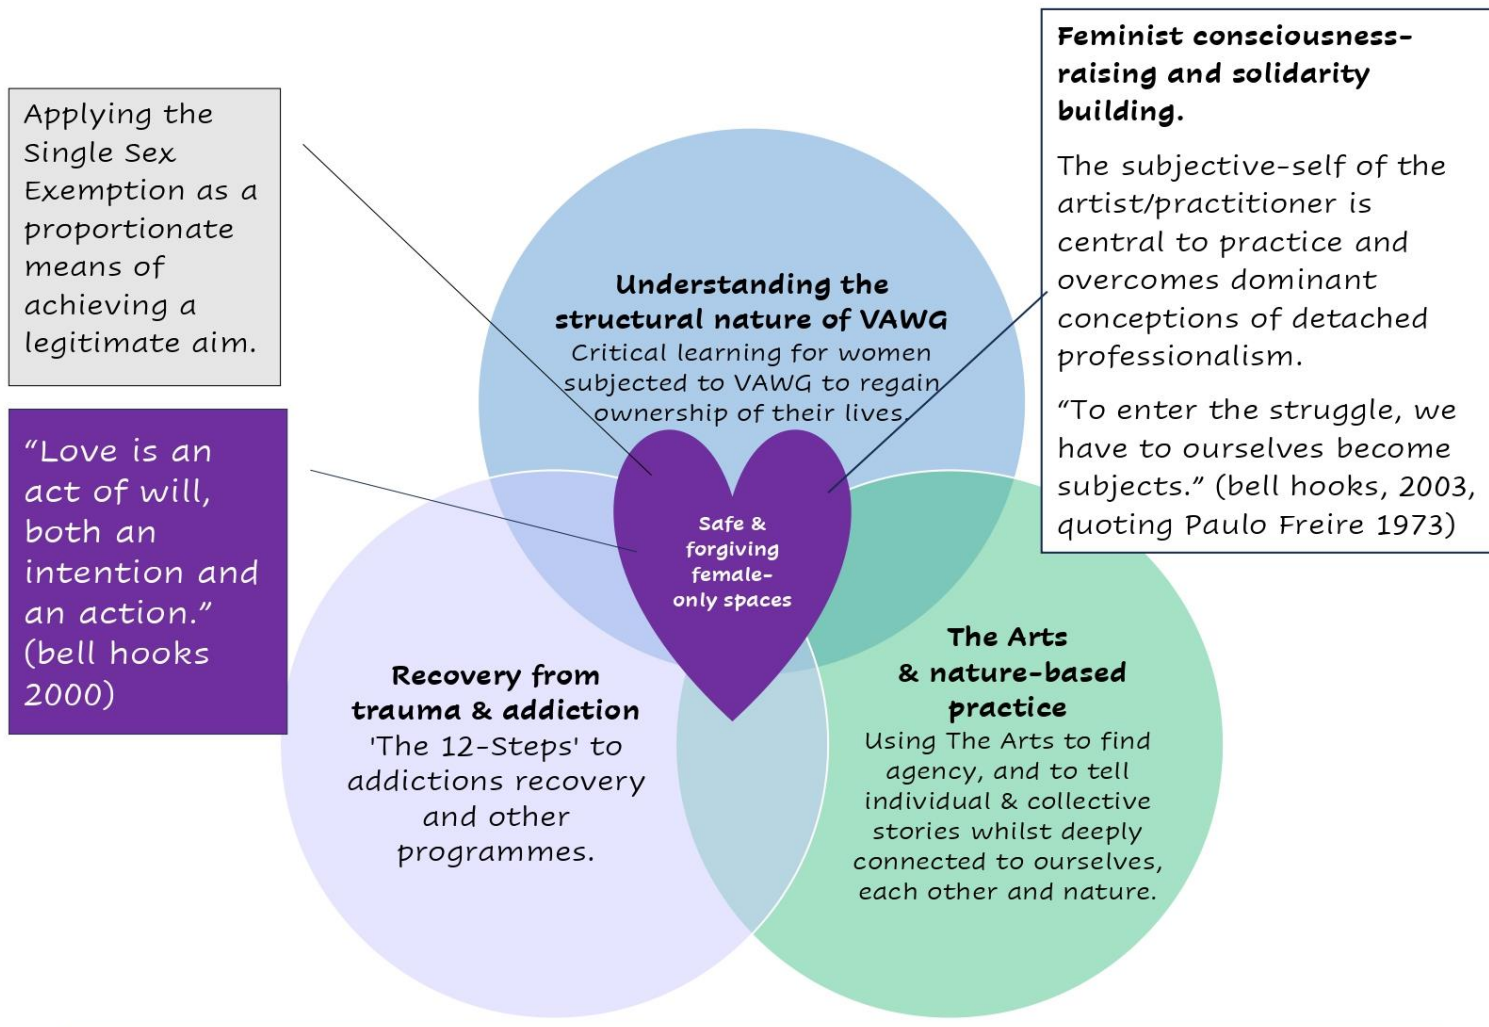 Applying the
Single Sex
Exemption as a
proportionate
means of
achieving a
legitimate aim.
“Love is an
act of will,
both an
intention and
an action.”
(bell hooks
2000)
Understanding the
structural nature of VAWG
Critical learning for women
subjected to VAWG to regain
ownership of their lives.
Safe &
forgiving
female-
only spaces
Recovery from
trauma & addiction
'The 12-Steps' to
addictions recovery
and other
programmes.
The Arts
& nature-based
practice
Using The Arts to find
agency, and to tell
individual & collective
stories whilst deeply
connected to ourselves,
each other and nature.
Feminist consciousness-
raising and solidarity
building.
The subjective-self of the
artist/practitioner is
central to practice and
overcomes dominant
conceptions of detached
professionalism.
“To enter the struggle, we
have to ourselves become
subjects.” (bell hooks, 2003,
quoting Paulo Freire 1973)